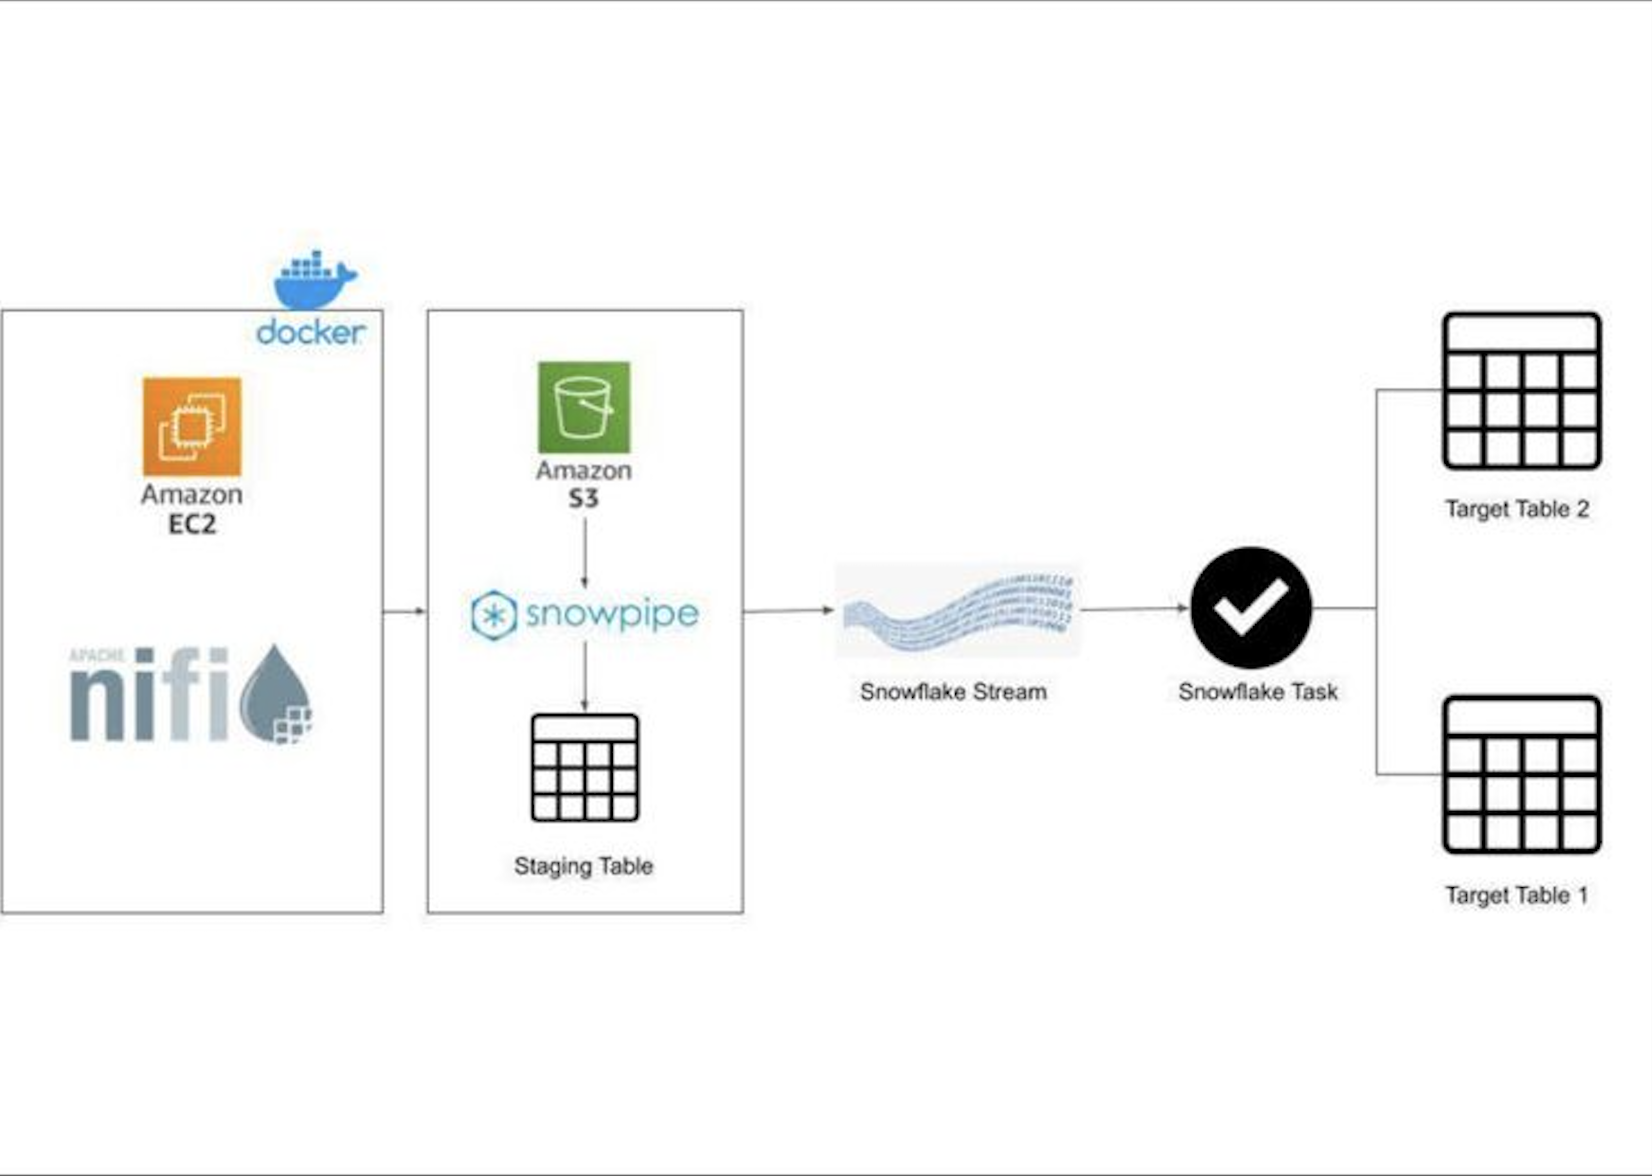 docker
Amazon
EC2
APACHE
nifi
Amazon
S3
snowpipe
Staging Table
Snowflake Stream
Snowflake Task
Target Table 2
Target Table 1